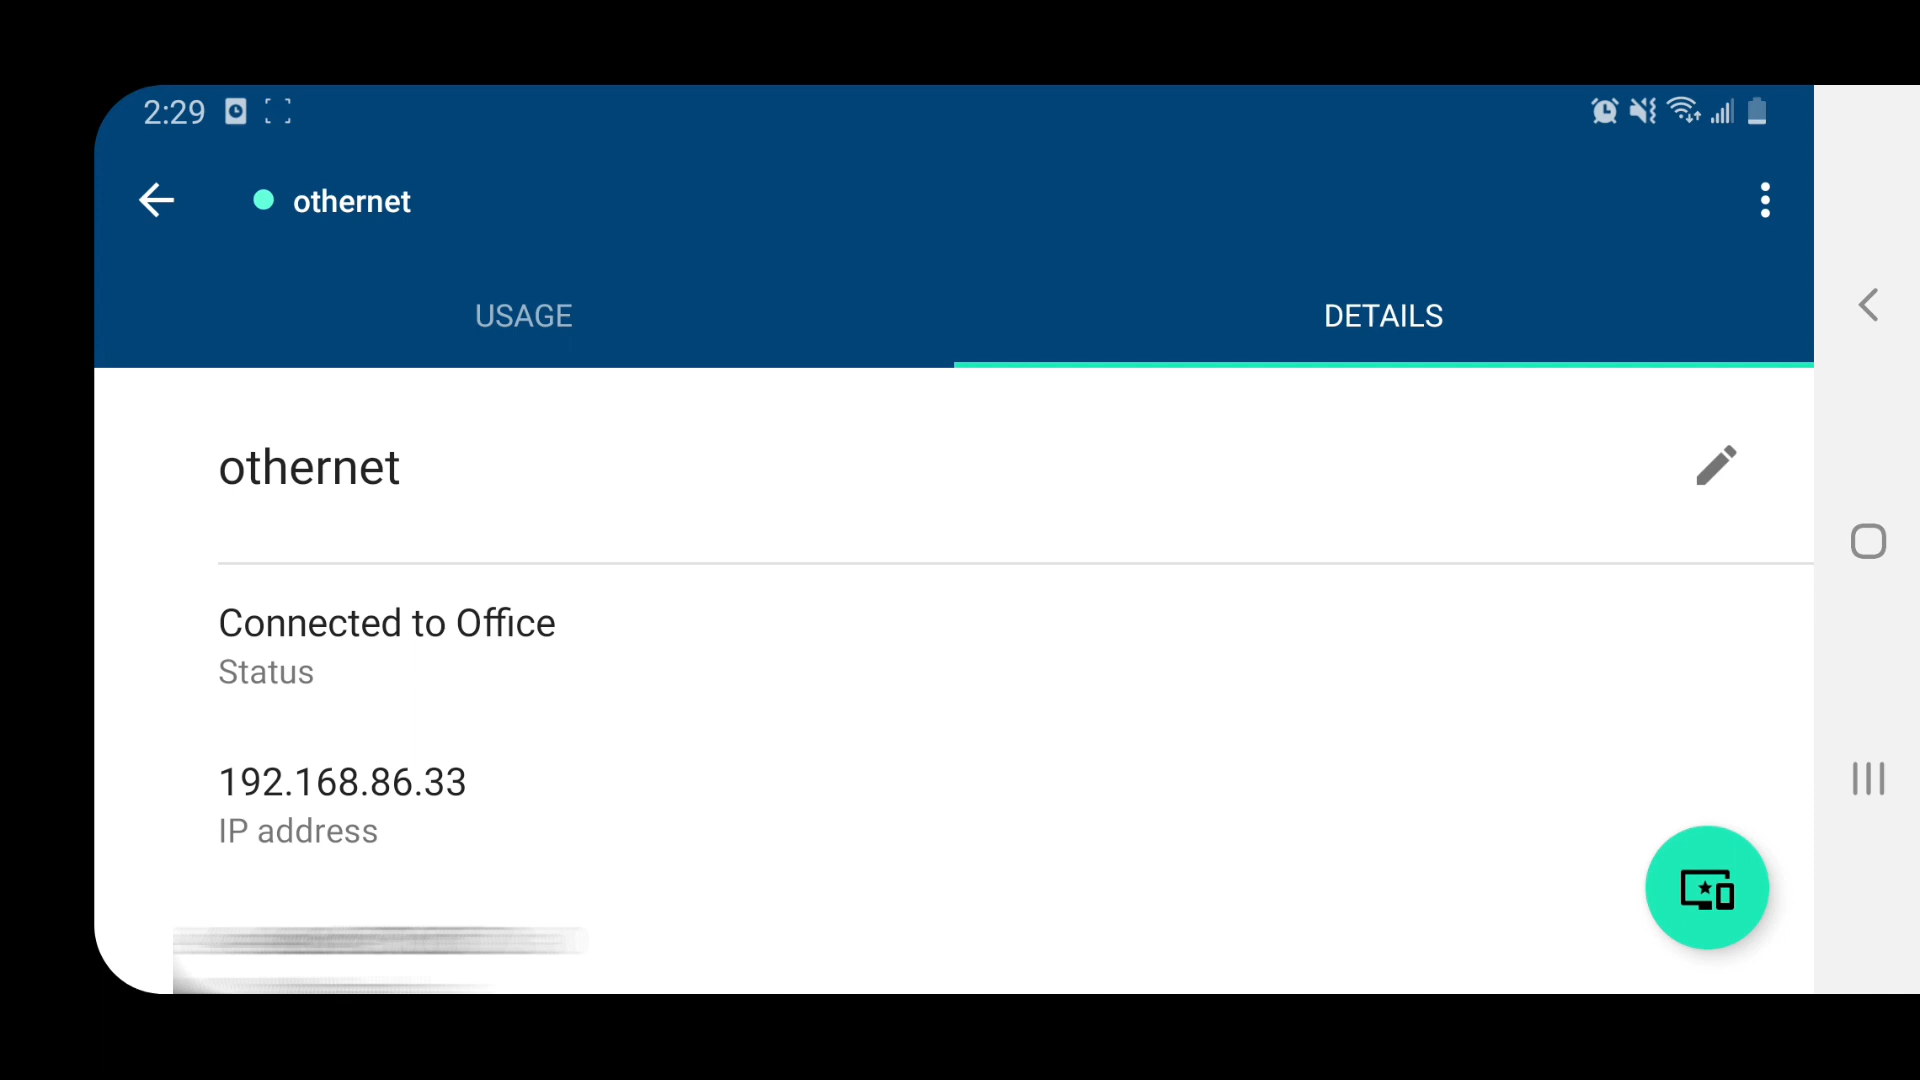 2:29
othernet
USAGE DETAILS
othernet
Connected to Office
Status
192.168.86.33
IP address